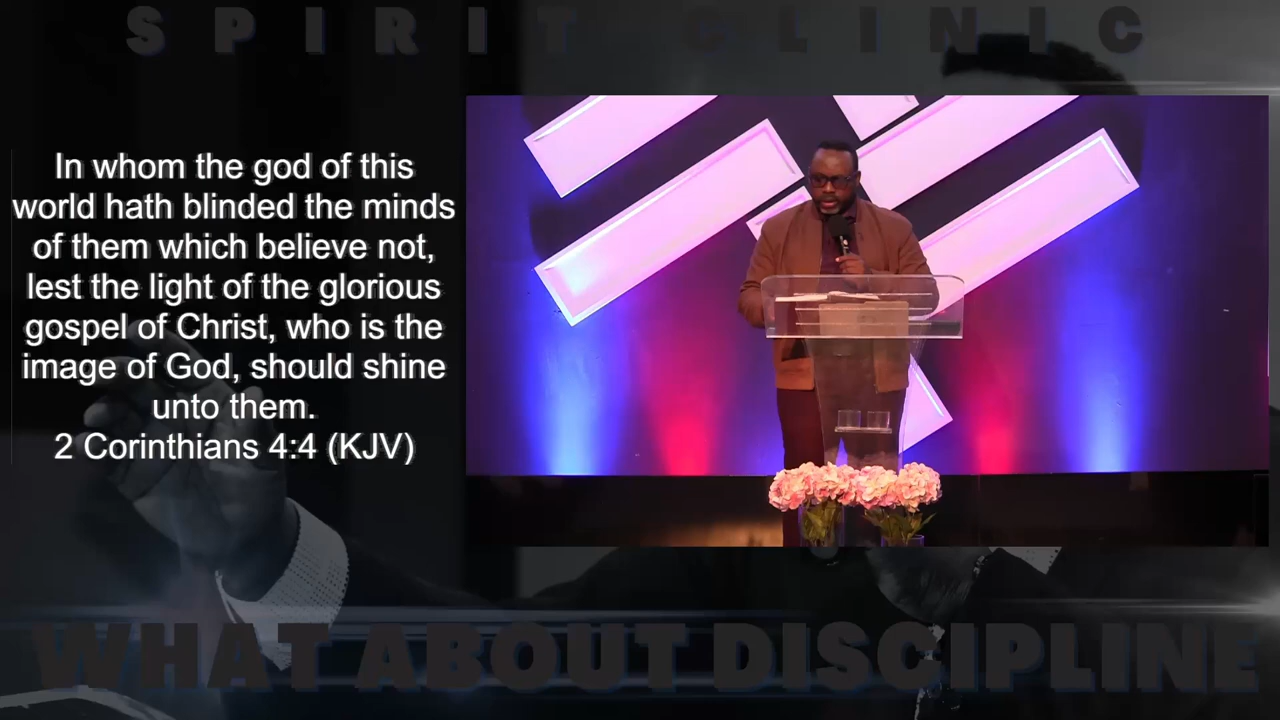 SPIRIT CLINIC
In whom the god of this
world hath blinded the minds
of them which believe not,
lest the light of the glorious
gospel of Christ, who is the
image of God, should shine
unto them.
2 Corinthians 4:4 (KJV)
WHAT ABOUT DISCIPLINE